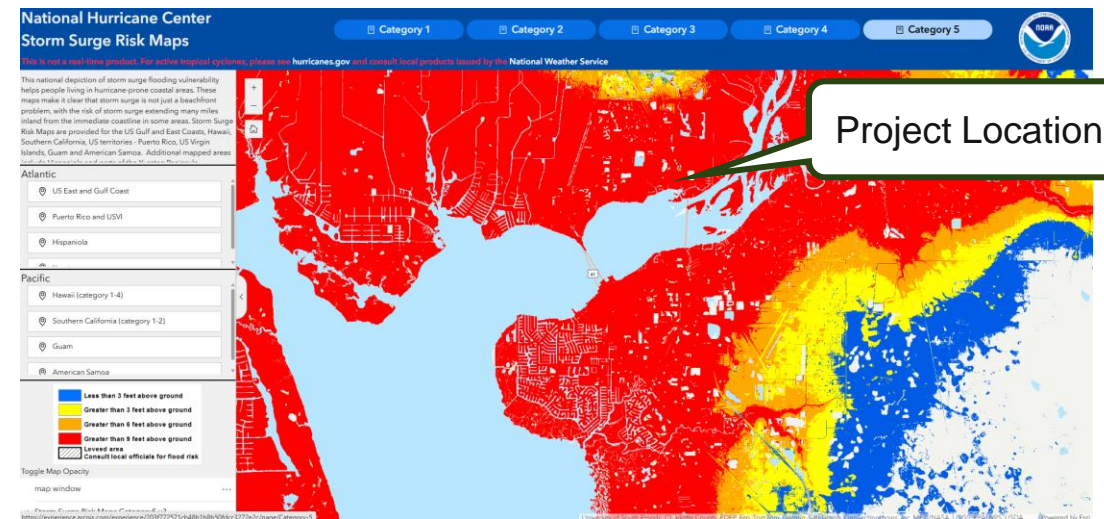 National Hurricane Center
Storm Surge Risk Maps
Category 1
Category 2
Category 3
Category 4
Category 5
NOAA
This is not a real-time product. For active tropical cyclones, please see hurricanes.gov and consult local products issued by the National Weather Service
This national depiction of storm surge flooding vulnerability
helps people living in hurricane-prone coastal areas. These
maps make it clear that storm surge is not just a beachfront
problem, with the risk of storm surge extending many miles
inland from the immediate coastline in some areas. Storm Surge
Risk Maps are provided for the US Gulf and East Coasts, Hawaii,
Southern California, US territories - Puerto Rico, US Virgin
Islands, Guam and American Samoa. Additional mapped areas
Atlantic
US East and Gulf Coast
Puerto Rico and USVI
Hispaniola
Pacific
Hawaii (category 1-4)
Southern California (category 1-2)
Guam
American Samoa
Less than 3 feet above ground
Greater than 3 feet above ground
Greater than 6 feet above ground
Greater than 9 feet above ground
Leveed area
Consult local officials for flood risk
Toggle Map Opacity
map window
+
–
Project Location
41
Powered by Esri